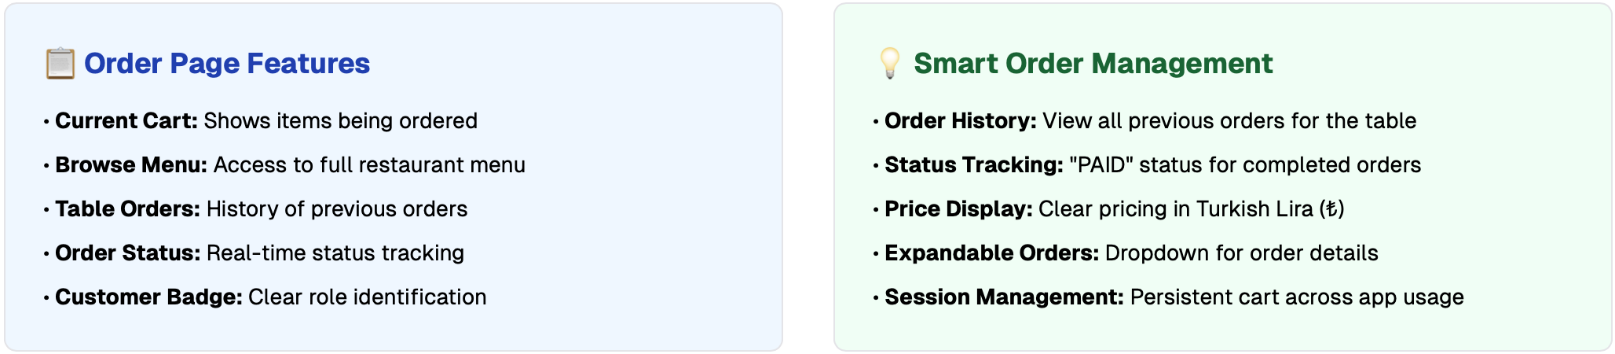 Order Page Features
• Current Cart: Shows items being ordered
• Browse Menu: Access to full restaurant menu
• Table Orders: History of previous orders
• Order Status: Real-time status tracking
• Customer Badge: Clear role identification
Smart Order Management
• Order History: View all previous orders for the table
• Status Tracking: "PAID" status for completed orders
• Price Display: Clear pricing in Turkish Lira (₺)
• Expandable Orders: Dropdown for order details
• Session Management: Persistent cart across app usage